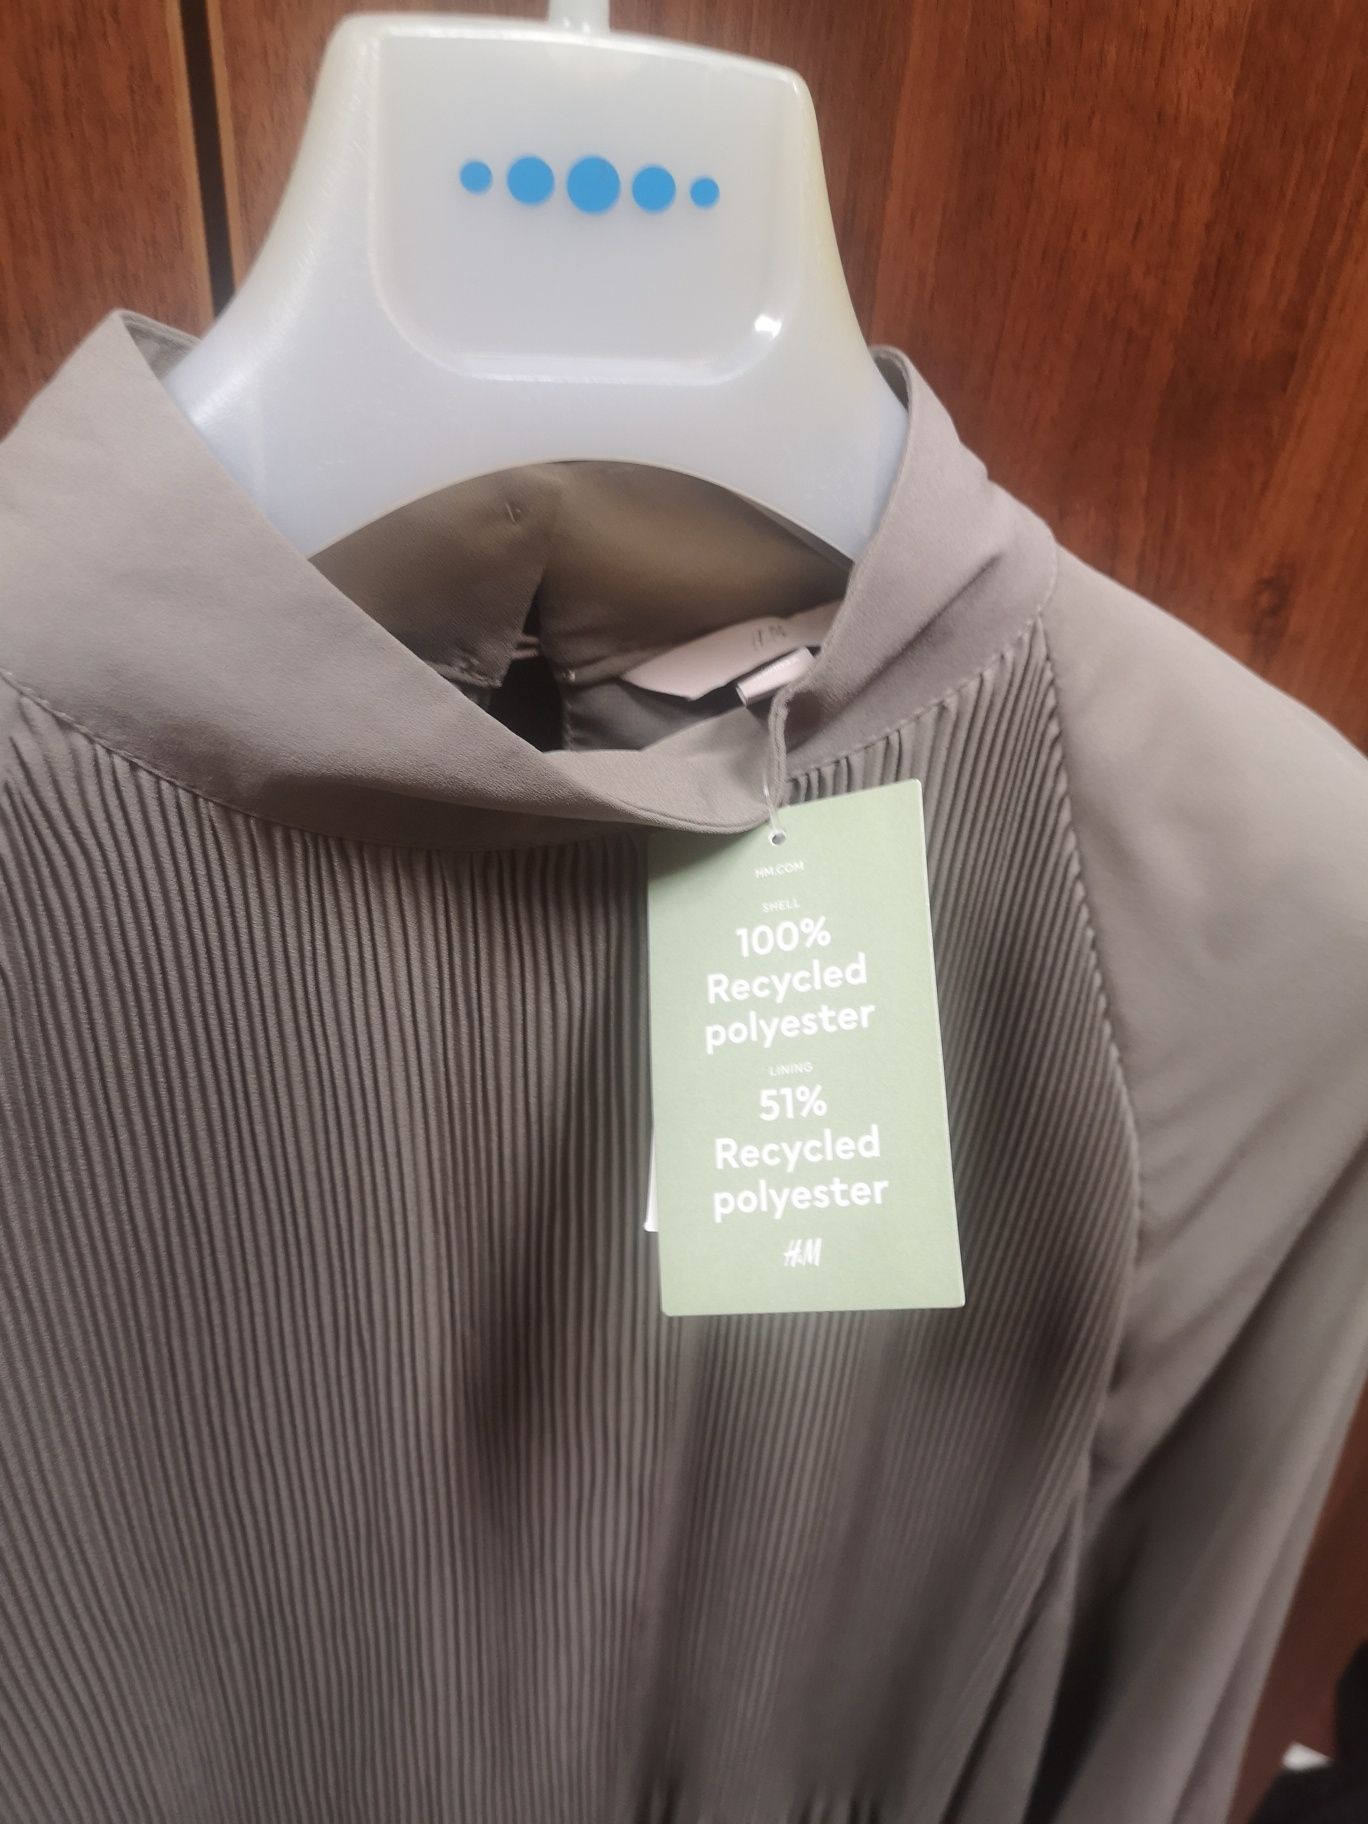 H&M
HM.COM
SHELL
100%
Recycled
polyester
LINING
51%
Recycled
polyester
H&M